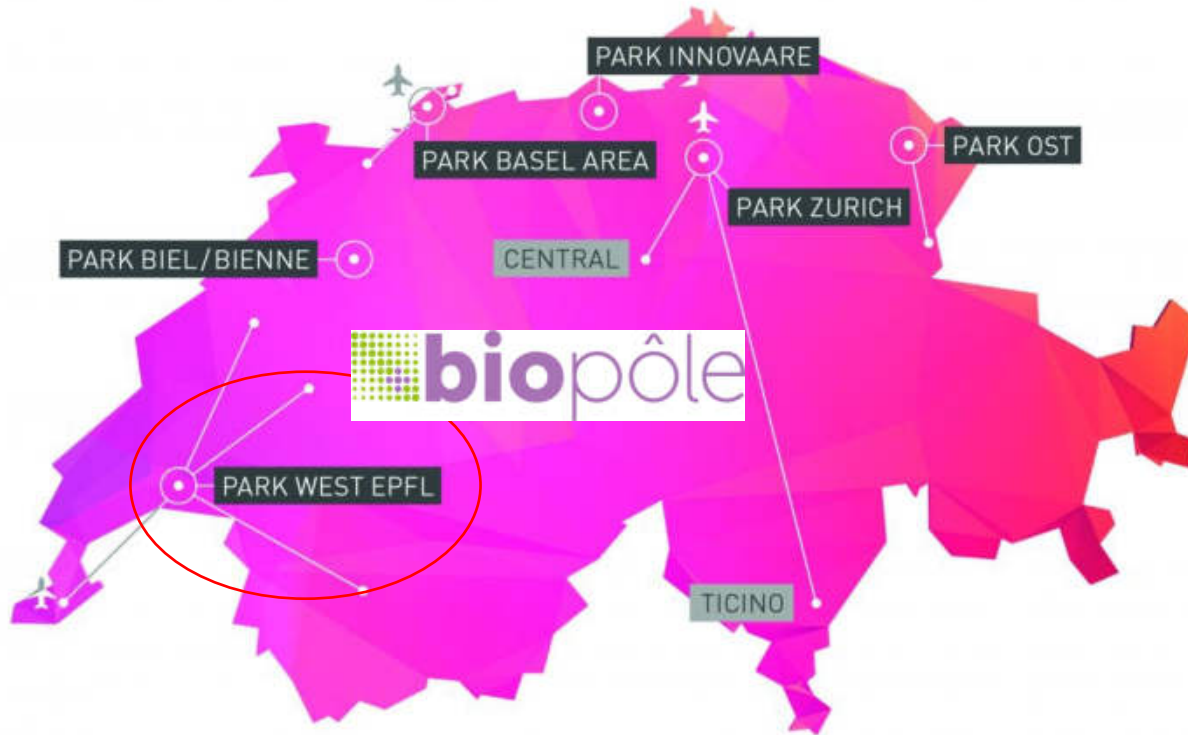 PARK INNOVAARE
PARK BASEL AREA
PARK OST
PARK ZURICH
PARK BIEL/BIENNE
CENTRAL
biopôle
PARK WEST EPFL
TICINO